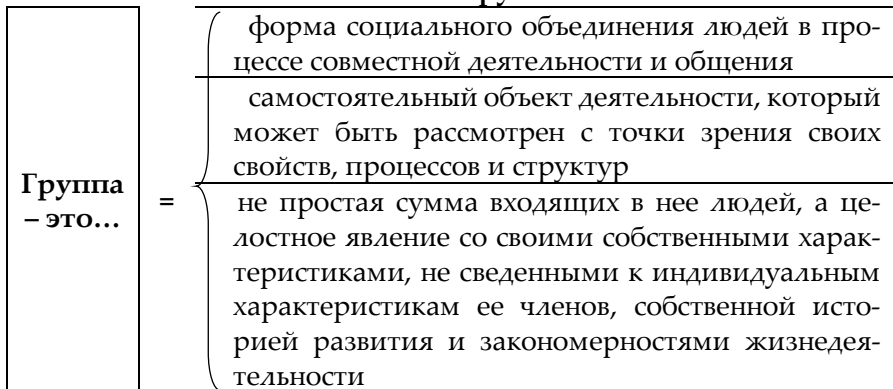 форма социального объединения людей в про-
цессе совместной деятельности и общения
самостоятельный объект деятельности, который
может быть рассмотрен с точки зрения своих
свойств, процессов и структур
Группа
– это…
=
не простая сумма входящих в нее людей, а це-
лостное явление со своими собственными харак-
теристиками, не сведенными к индивидуальным
характеристикам ее членов, собственной исто-
рией развития и закономерностями жизнедея-
тельности